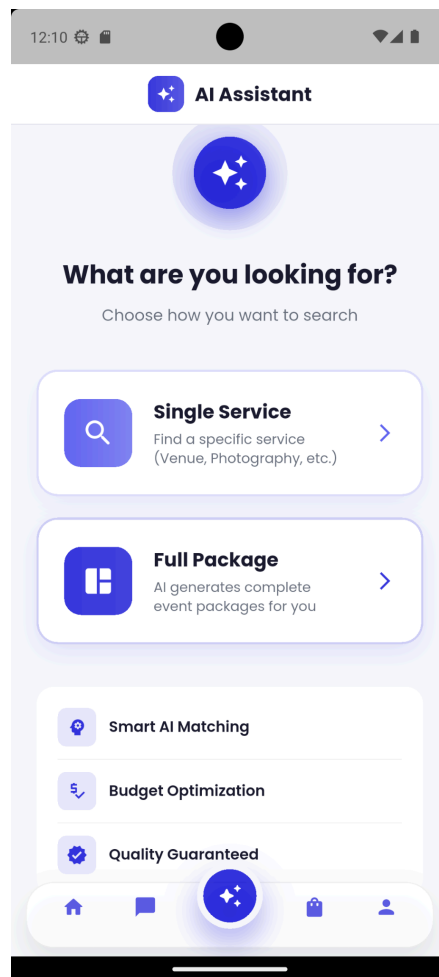 12:10
AI Assistant
What are you looking for?
Choose how you want to search
Single Service
Find a specific service
(Venue, Photography, etc.)
Full Package
AI generates complete
event packages for you
Smart AI Matching
Budget Optimization
Quality Guaranteed